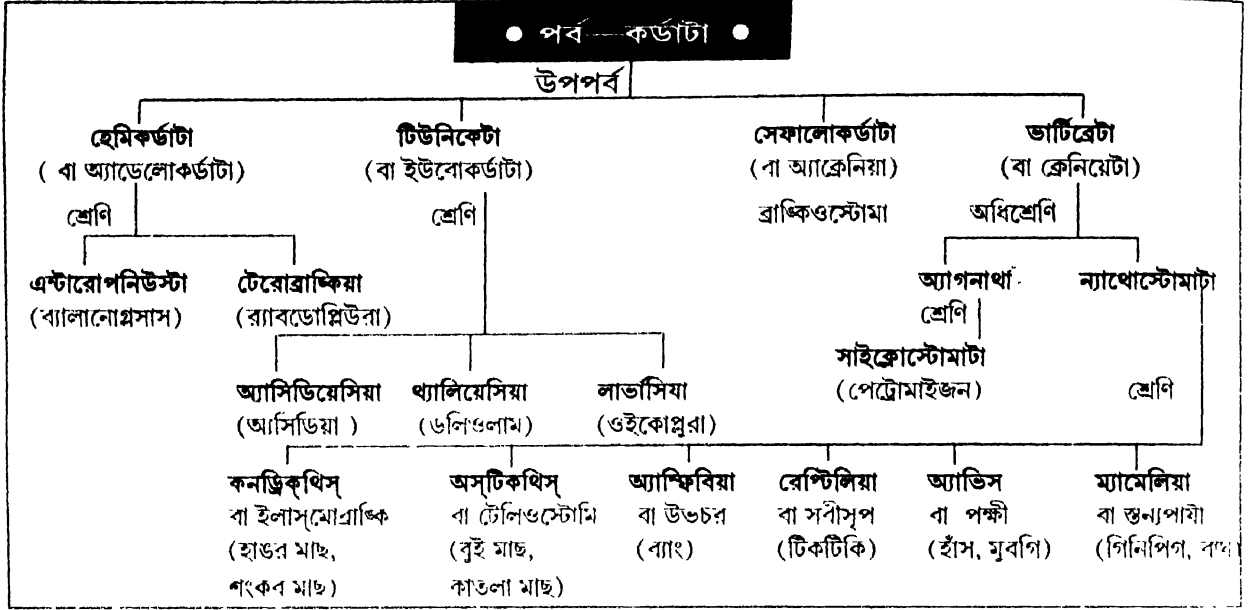 • পর্ব — কর্ডাটা •
উপপর্ব
হেমিকর্ডাটা টিউনিকেটা সেফালোকর্ডাটা ভার্টিব্রেটা
( বা অ্যাডেলোকর্ডাটা) (বা ইউরোকর্ডাটা) (বা অ্যাক্রেনিয়া) (বা ক্রেনিয়েটা)
শ্রেণি শ্রেণি ব্রাঙ্কিওস্টোমা অধিশ্রেণি
এন্টারোপনিউস্টা টেরোব্রাঙ্কিয়া অ্যাগনাথা ন্যাথোস্টোমাটা
(ব্যালানোগ্লসাস) (র‍্যাবডোপ্লিউরা) শ্রেণি
সাইক্লোস্টোমাটা
অ্যাসিডিয়েসিয়া থ্যালিয়েসিয়া লার্ভাসিয়া (পেট্রোমাইজন) শ্রেণি
(অ্যাসিডিয়া ) (ডলিওলাম) (ওইকোপ্লুরা)
কনড্রিক্‌থিস্ অস্‌টিকথিস্ অ্যাম্ফিবিয়া রেপ্টিলিয়া অ্যাভিস ম্যামেলিয়া
বা ইলাস্‌মোব্রাঙ্কি বা টেলিওস্টোমি বা উভচর বা সরীসৃপ বা পক্ষী বা স্তন্যপায়ী
(হাঙর মাছ, (রুই মাছ, (ব্যাং) (টিকটিকি) (হাঁস, মুরগি) (গিনিপিগ,
শংকর মাছ) কাতলা মাছ)